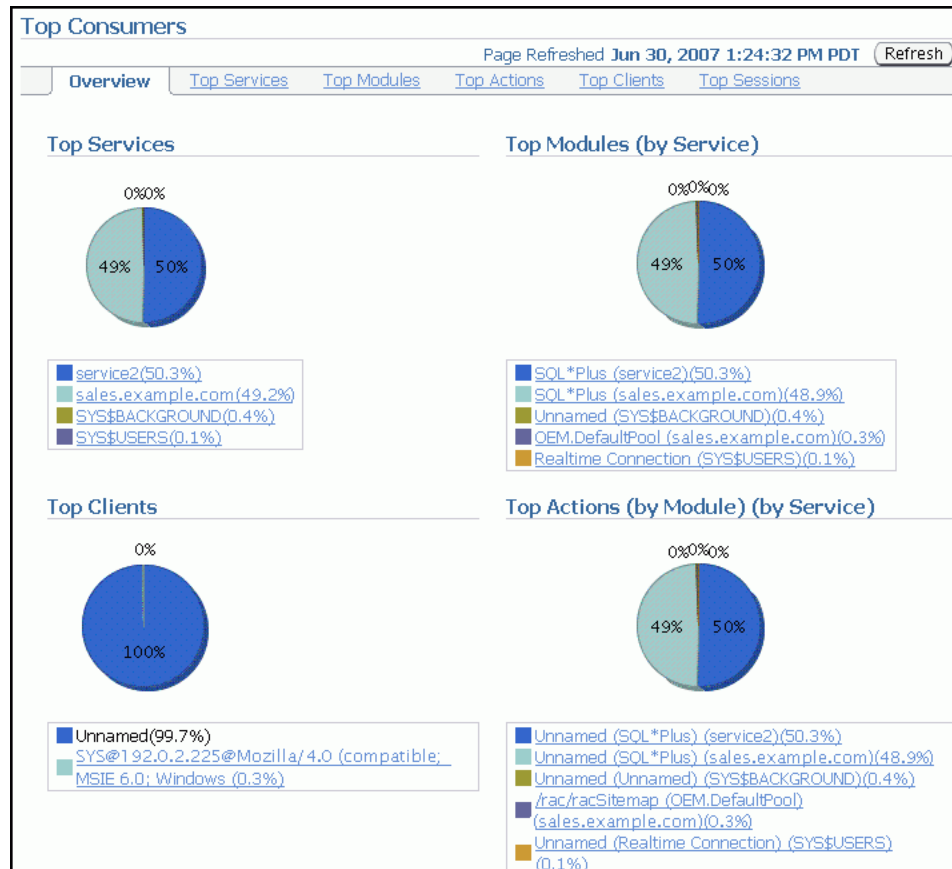 Top Consumers
Page Refreshed Jun 30, 2007 1:24:32 PM PDT Refresh
Overview Top Services Top Modules Top Actions Top Clients Top Sessions
Top Services
0%0%
49% 50%
service2(50.3%)
sales.example.com(49.2%)
SYS$BACKGROUND(0.4%)
SYS$USERS(0.1%)
Top Modules (by Service)
0%0%0%
49% 50%
SQL*Plus (service2)(50.3%)
SQL*Plus (sales.example.com)(48.9%)
Unnamed (SYS$BACKGROUND)(0.4%)
OEM.DefaultPool (sales.example.com)(0.3%)
Realtime Connection (SYS$USERS)(0.1%)
Top Clients
0%
100%
Unnamed(99.7%)
SYS@192.0.2.225@Mozilla/4.0 (compatible;
MSIE 6.0; Windows (0.3%)
Top Actions (by Module) (by Service)
0%0%0%
49% 50%
Unnamed (SQL*Plus) (service2)(50.3%)
Unnamed (SQL*Plus) (sales.example.com)(48.9%)
Unnamed (Unnamed) (SYS$BACKGROUND)(0.4%)
/rac/racSitemap (OEM.DefaultPool)
(sales.example.com)(0.3%)
Unnamed (Realtime Connection) (SYS$USERS)
(0.1%)